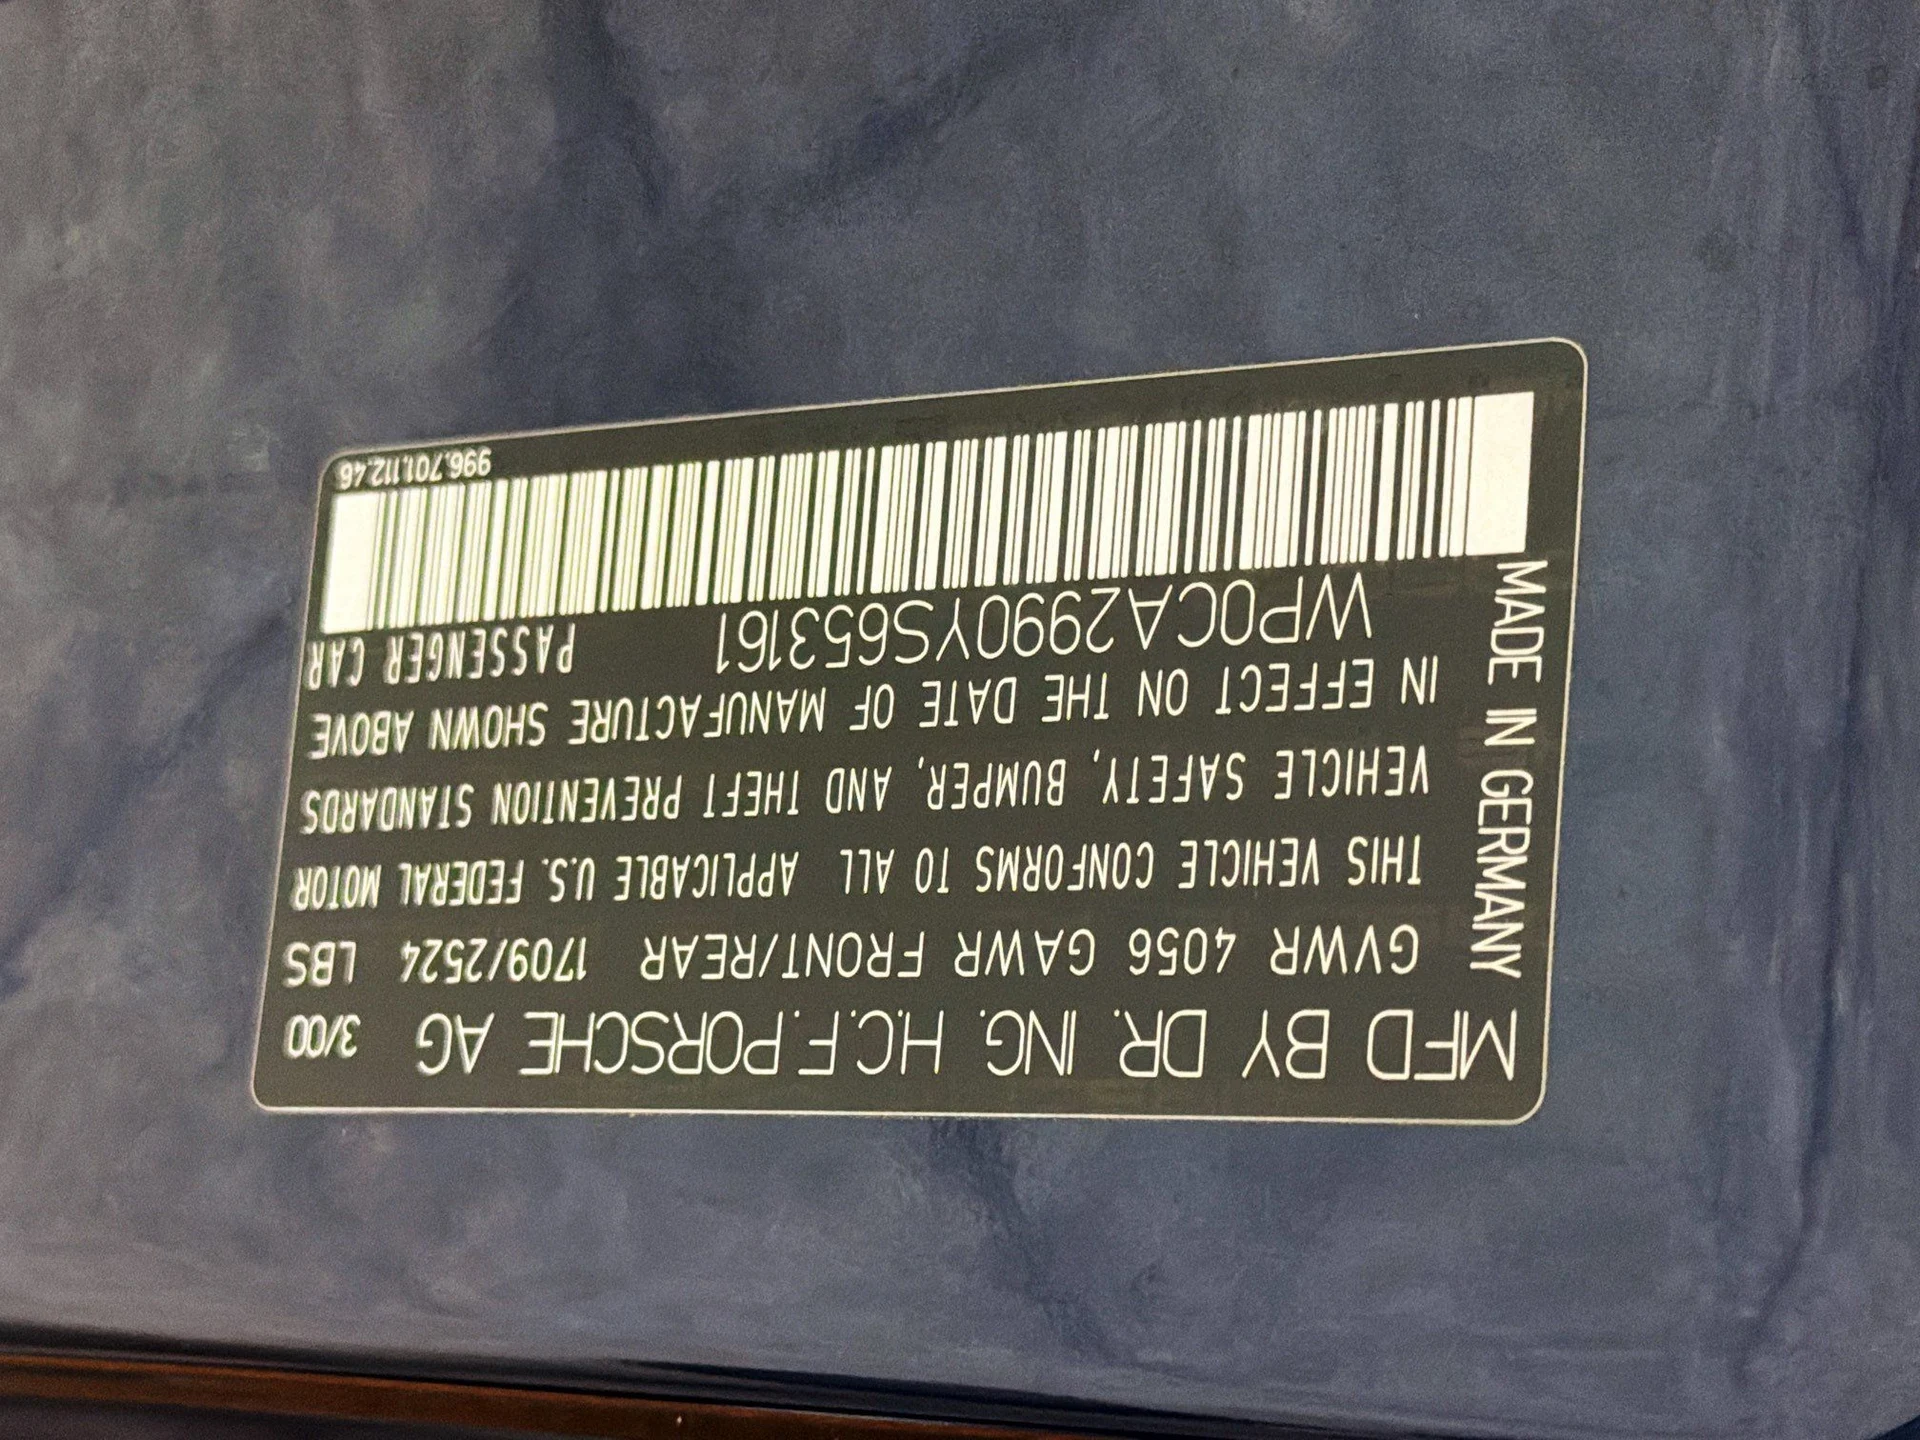 MFD BY DR. ING. H.C.F. PORSCHE AG 3/00
GVWR 4056 GAWR FRONT/REAR 1709/2524 LBS
THIS VEHICLE CONFORMS TO ALL APPLICABLE U.S. FEDERAL MOTOR
VEHICLE SAFETY, BUMPER, AND THEFT PREVENTION STANDARDS
IN EFFECT ON THE DATE OF MANUFACTURE SHOWN ABOVE
WP0CA2990YS653161 PASSENGER CAR
996.701.112.46
MADE IN GERMANY